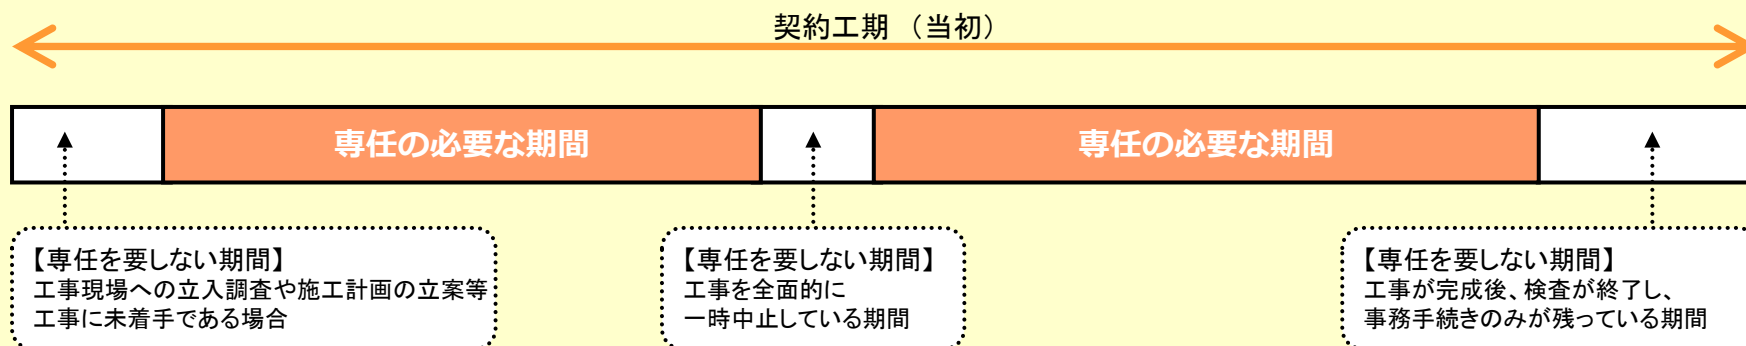 契約工期 （当初）
専任の必要な期間
専任の必要な期間
【専任を要しない期間】
工事現場への立入調査や施工計画の立案等
工事に未着手である場合
【専任を要しない期間】
工事を全面的に
一時中止している期間
【専任を要しない期間】
工事が完成後、検査が終了し、
事務手続きのみが残っている期間